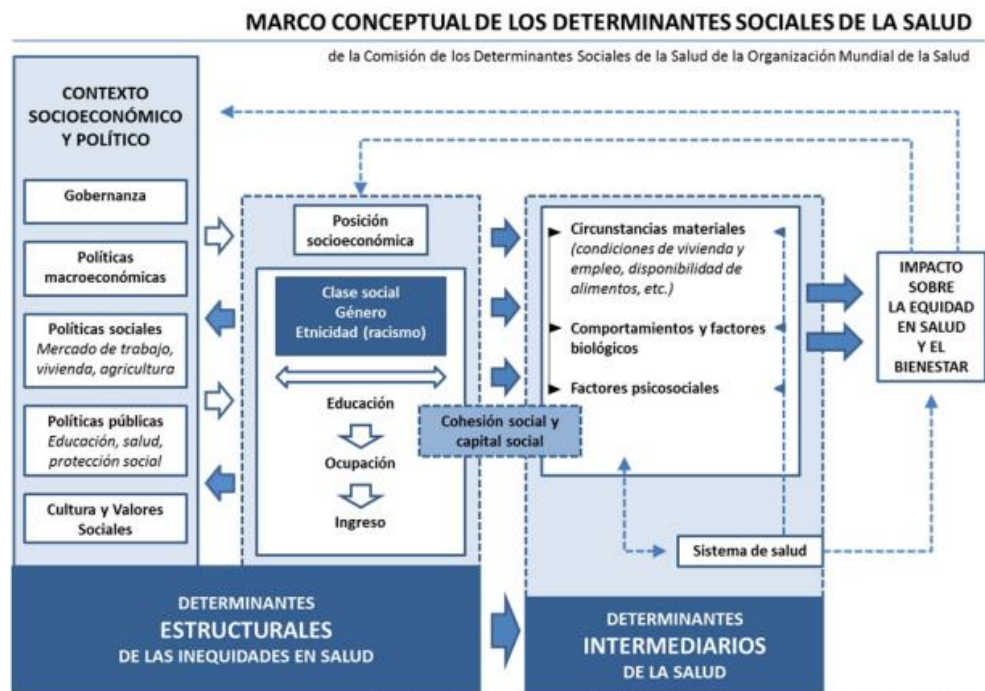 MARCO CONCEPTUAL DE LOS DETERMINANTES SOCIALES DE LA SALUD
de la Comisión de los Determinantes Sociales de la Salud de la Organización Mundial de la Salud
CONTEXTO
SOCIOECONÓMICO
Y POLÍTICO
Gobernanza
Políticas
macroeconómicas
Políticas sociales
Mercado de trabajo,
vivienda, agricultura
Políticas públicas
Educación, salud,
protección social
Cultura y Valores
Sociales
Posición
socioeconómica
Clase social
Género
Etnicidad (racismo)
Educación
Ocupación
Ingreso
Cohesión social y
capital social
Circunstancias materiales
(condiciones de vivienda y
empleo, disponibilidad de
alimentos, etc.)
Comportamientos y factores
biológicos
Factores psicosociales
Sistema de salud
IMPACTO
SOBRE
LA EQUIDAD
EN SALUD
Y EL
BIENESTAR
DETERMINANTES
ESTRUCTURALES
DE LAS INEQUIDADES EN SALUD
DETERMINANTES
INTERMEDIARIOS
DE LA SALUD